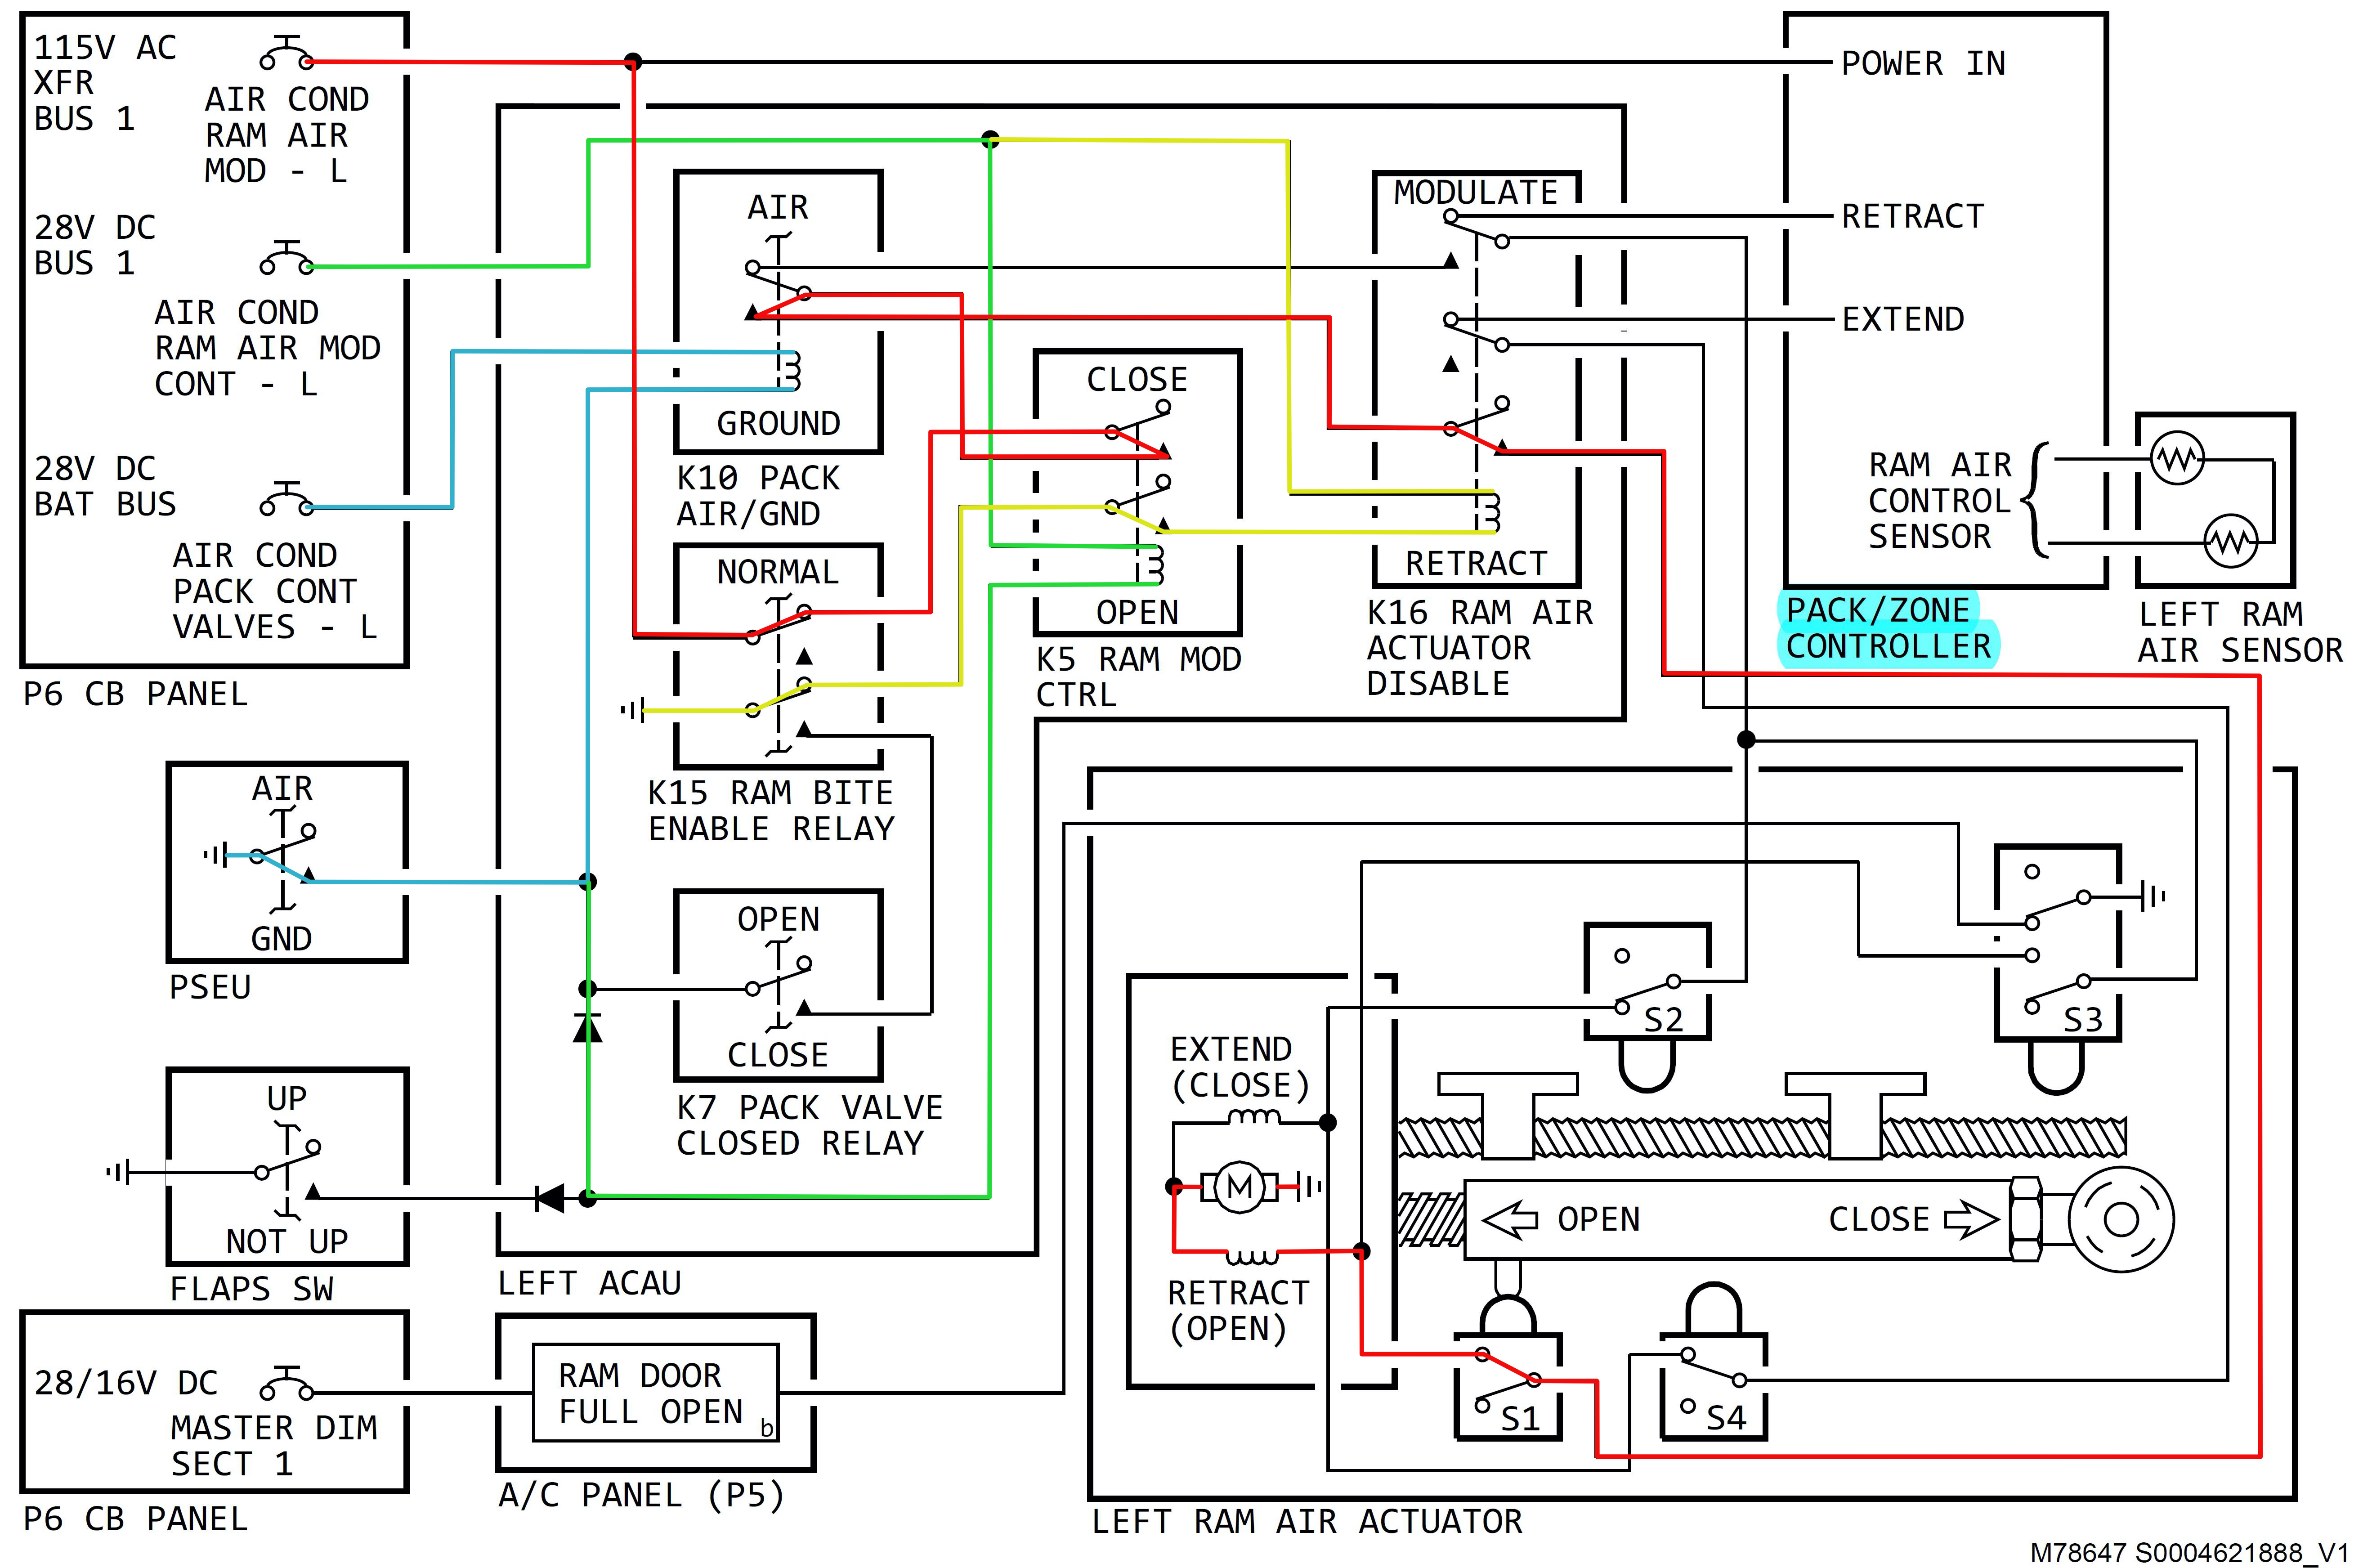 115V AC
XFR
BUS 1
AIR COND
RAM AIR
MOD - L
28V DC
BUS 1
AIR COND
RAM AIR MOD
CONT - L
28V DC
BAT BUS
AIR COND
PACK CONT
VALVES - L
P6 CB PANEL
AIR
GND
PSEU
UP
NOT UP
FLAPS SW
28/16V DC
MASTER DIM
SECT 1
P6 CB PANEL
AIR
GROUND
K10 PACK
AIR/GND
NORMAL
K15 RAM BITE
ENABLE RELAY
OPEN
CLOSE
K7 PACK VALVE
CLOSED RELAY
LEFT ACAU
RAM DOOR
FULL OPEN
b
A/C PANEL (P5)
CLOSE
OPEN
K5 RAM MOD
CTRL
MODULATE
RETRACT
K16 RAM AIR
ACTUATOR
DISABLE
POWER IN
RETRACT
EXTEND
RAM AIR
CONTROL
SENSOR
PACK/ZONE
CONTROLLER
LEFT RAM
AIR SENSOR
EXTEND
(CLOSE)
M
RETRACT
(OPEN)
S2
S3
OPEN
CLOSE
S1
S4
LEFT RAM AIR ACTUATOR
M78647 S0004621888_V1